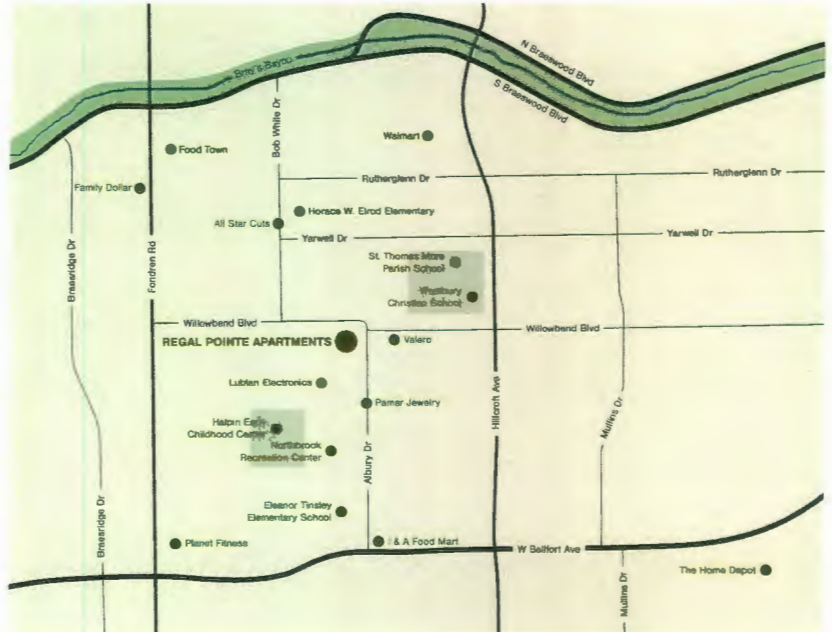 N Braeswood Blvd
S Braeswood Blvd
Bayou
Bob White Dr
Walmart
Food Town
Rutherglenn Dr
Rutherglenn Dr
Family Dollar
Horace W. Elrod Elementary
All Star Cuts
Yarwell Dr
Yarwell Dr
Braesridge Dr
Fondren Rd
St. Thomas More
Parish School
Westbury
Christian School
Willowbend Blvd
Willowbend Blvd
REGAL POINTE APARTMENTS
Valero
Hillcroft Ave
Electronics
Pamar Jewelry
Mullins Dr
Halpin Early
Childhood Center
Northbrook
Recreation Center
Albury Dr
Braesridge Dr
Eleanor Tinsley
Elementary School
Planet Fitness
& A Food Mart
W Bellfort Ave
The Home Depot
Mullins Dr